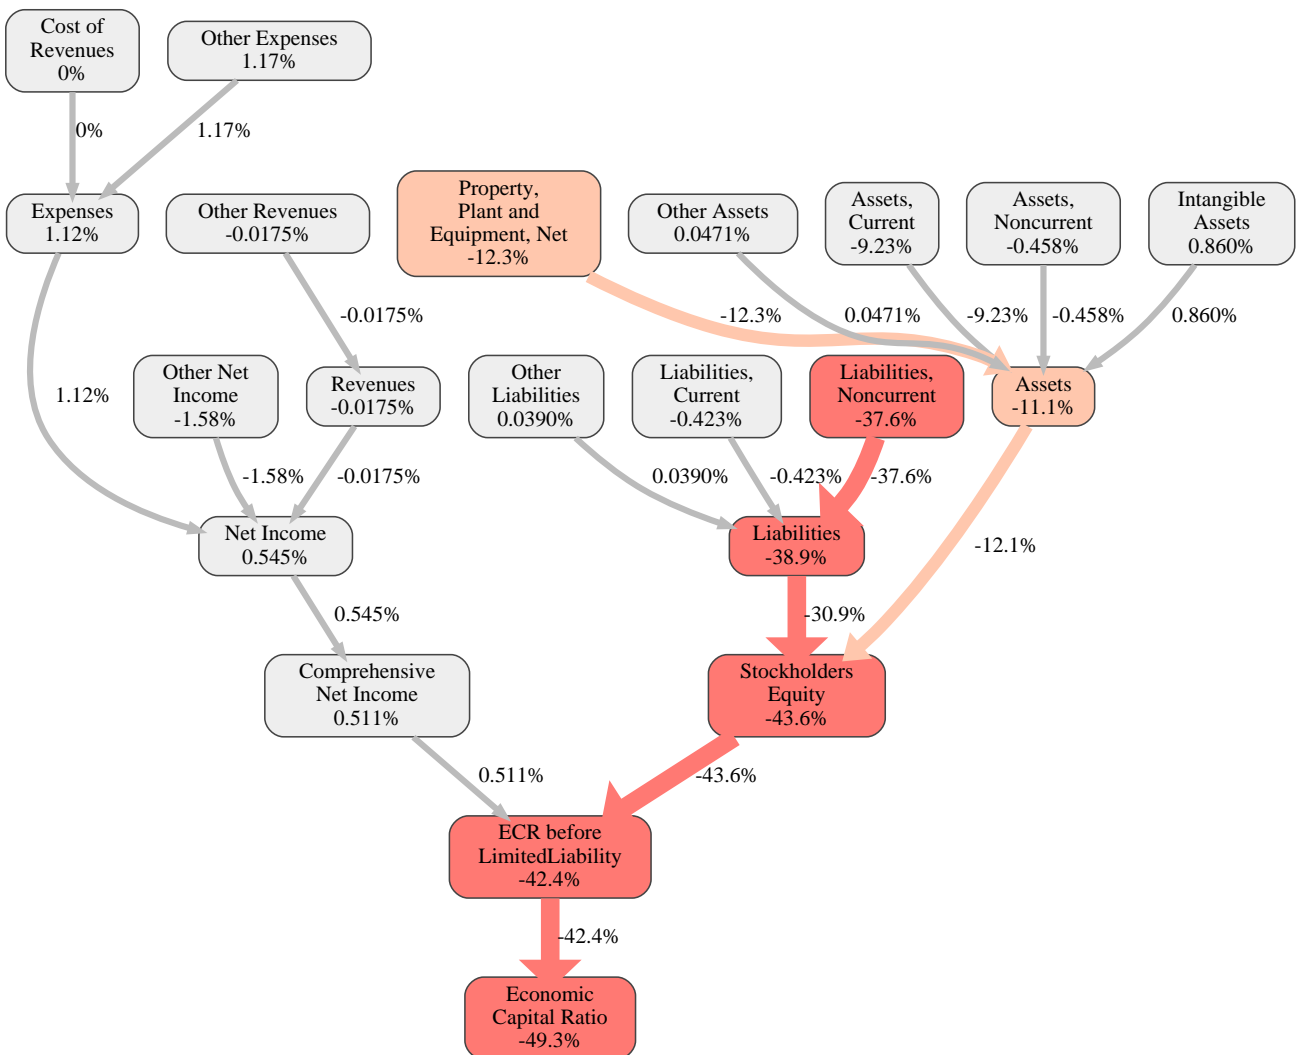 Cost of
Revenues
0%
Other Expenses
1.17%
0%
1.17%
Expenses
1.12%
Other Revenues
-0.0175%
Property,
Plant and
Equipment, Net
-12.3%
Other Assets
0.0471%
Assets,
Current
-9.23%
Assets,
Noncurrent
-0.458%
Intangible
Assets
0.860%
-0.0175%
-12.3%
0.0471%
-9.23%
-0.458%
0.860%
1.12%
Other Net
Income
-1.58%
Revenues
-0.0175%
Other
Liabilities
0.0390%
Liabilities,
Current
-0.423%
Liabilities,
Noncurrent
-37.6%
Assets
-11.1%
-1.58%
-0.0175%
0.0390%
-0.423%
-37.6%
Net Income
0.545%
Liabilities
-38.9%
-12.1%
0.545%
-30.9%
Comprehensive
Net Income
0.511%
Stockholders
Equity
-43.6%
0.511%
-43.6%
ECR before
LimitedLiability
-42.4%
-42.4%
Economic
Capital Ratio
-49.3%